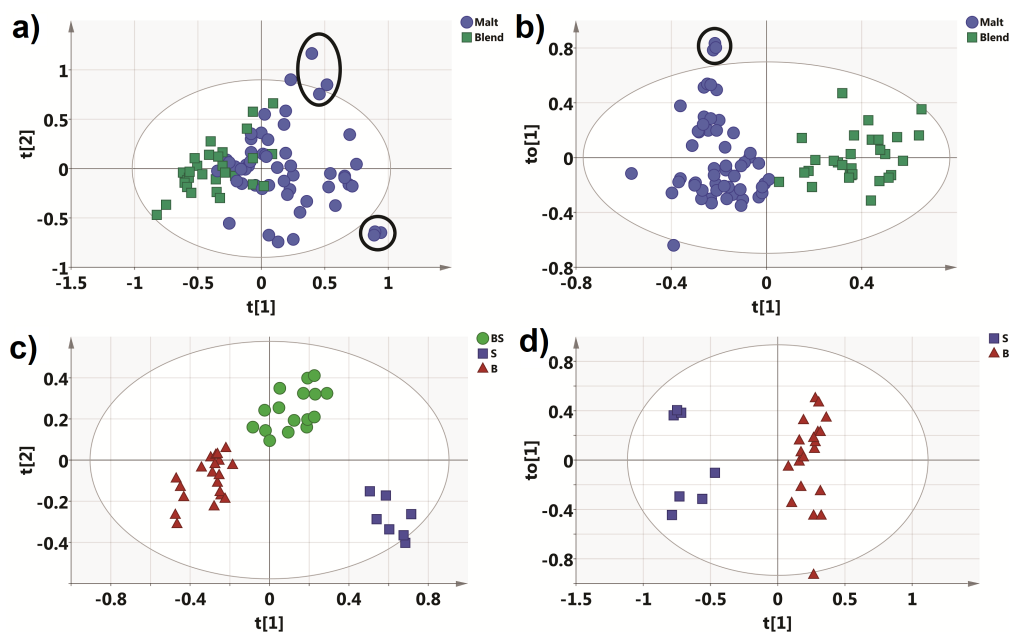 a)
Malt
Blend
t[2]
1
0.5
0
-0.5
-1
-1.5 -1 -0.5 0 0.5 1
t[1]
b)
Malt
Blend
to[1]
0.8
0.4
0
-0.4
-0.8
-0.8 -0.4 0 0.4
t[1]
c)
BS
S
B
t[2]
0.4
0.2
0
-0.2
-0.4
-0.8 -0.4 0 0.4 0.8
t[1]
d)
S
B
to[1]
0.8
0.4
0
-0.4
-0.8
-1.5 -1 -0.5 0 0.5 1
t[1]